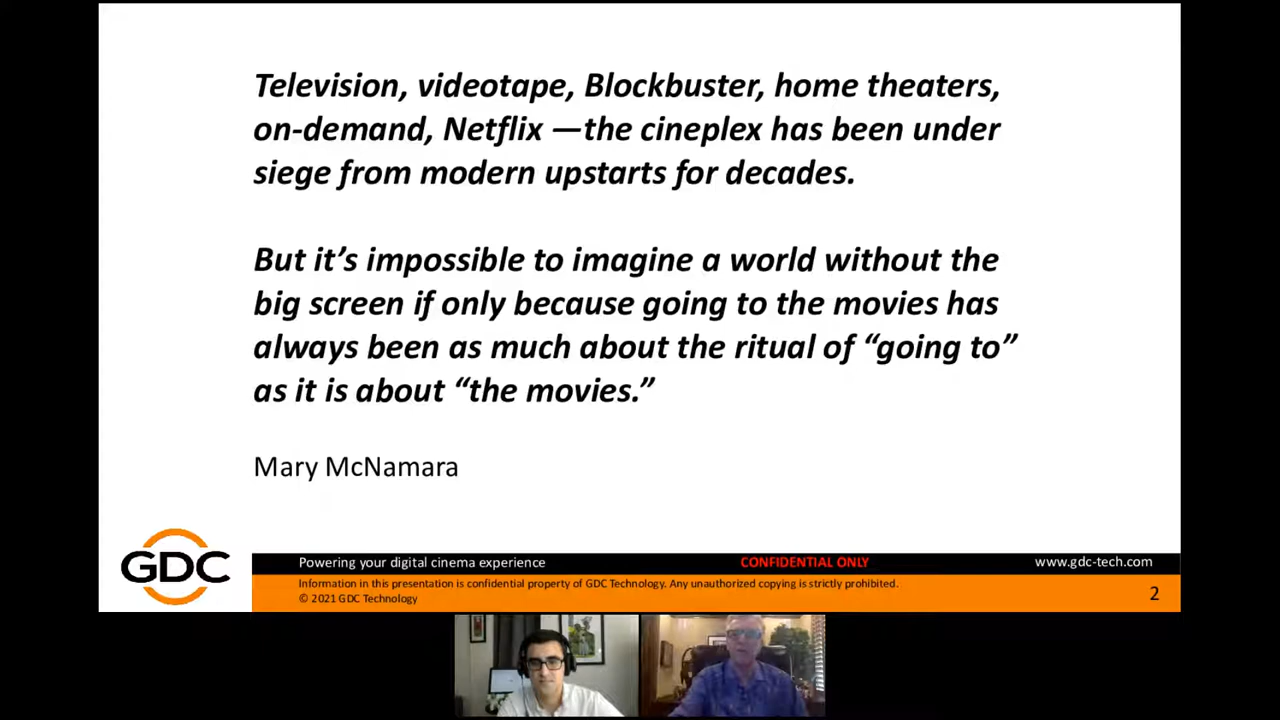 Television, videotape, Blockbuster, home theaters,
on-demand, Netflix —the cineplex has been under
siege from modern upstarts for decades.
But it’s impossible to imagine a world without the
big screen if only because going to the movies has
always been as much about the ritual of “going to”
as it is about “the movies.”
Mary McNamara
GDC
Powering your digital cinema experience
CONFIDENTIAL ONLY
www.gdc-tech.com
Information in this presentation is confidential property of GDC Technology. Any unauthorized copying is strictly prohibited.
© 2021 GDC Technology
2